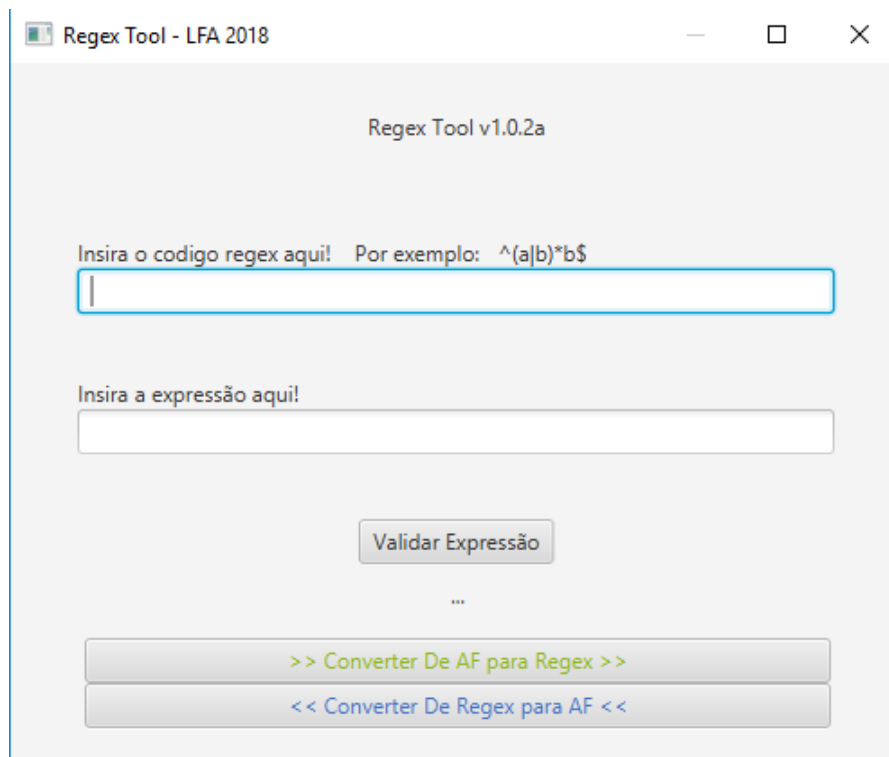 Regex Tool - LFA 2018
Regex Tool v1.0.2a
Insira o codigo regex aqui! Por exemplo: ^(a|b)*b$
Insira a expressão aqui!
Validar Expressão
...
>> Converter De AF para Regex >>
<< Converter De Regex para AF <<